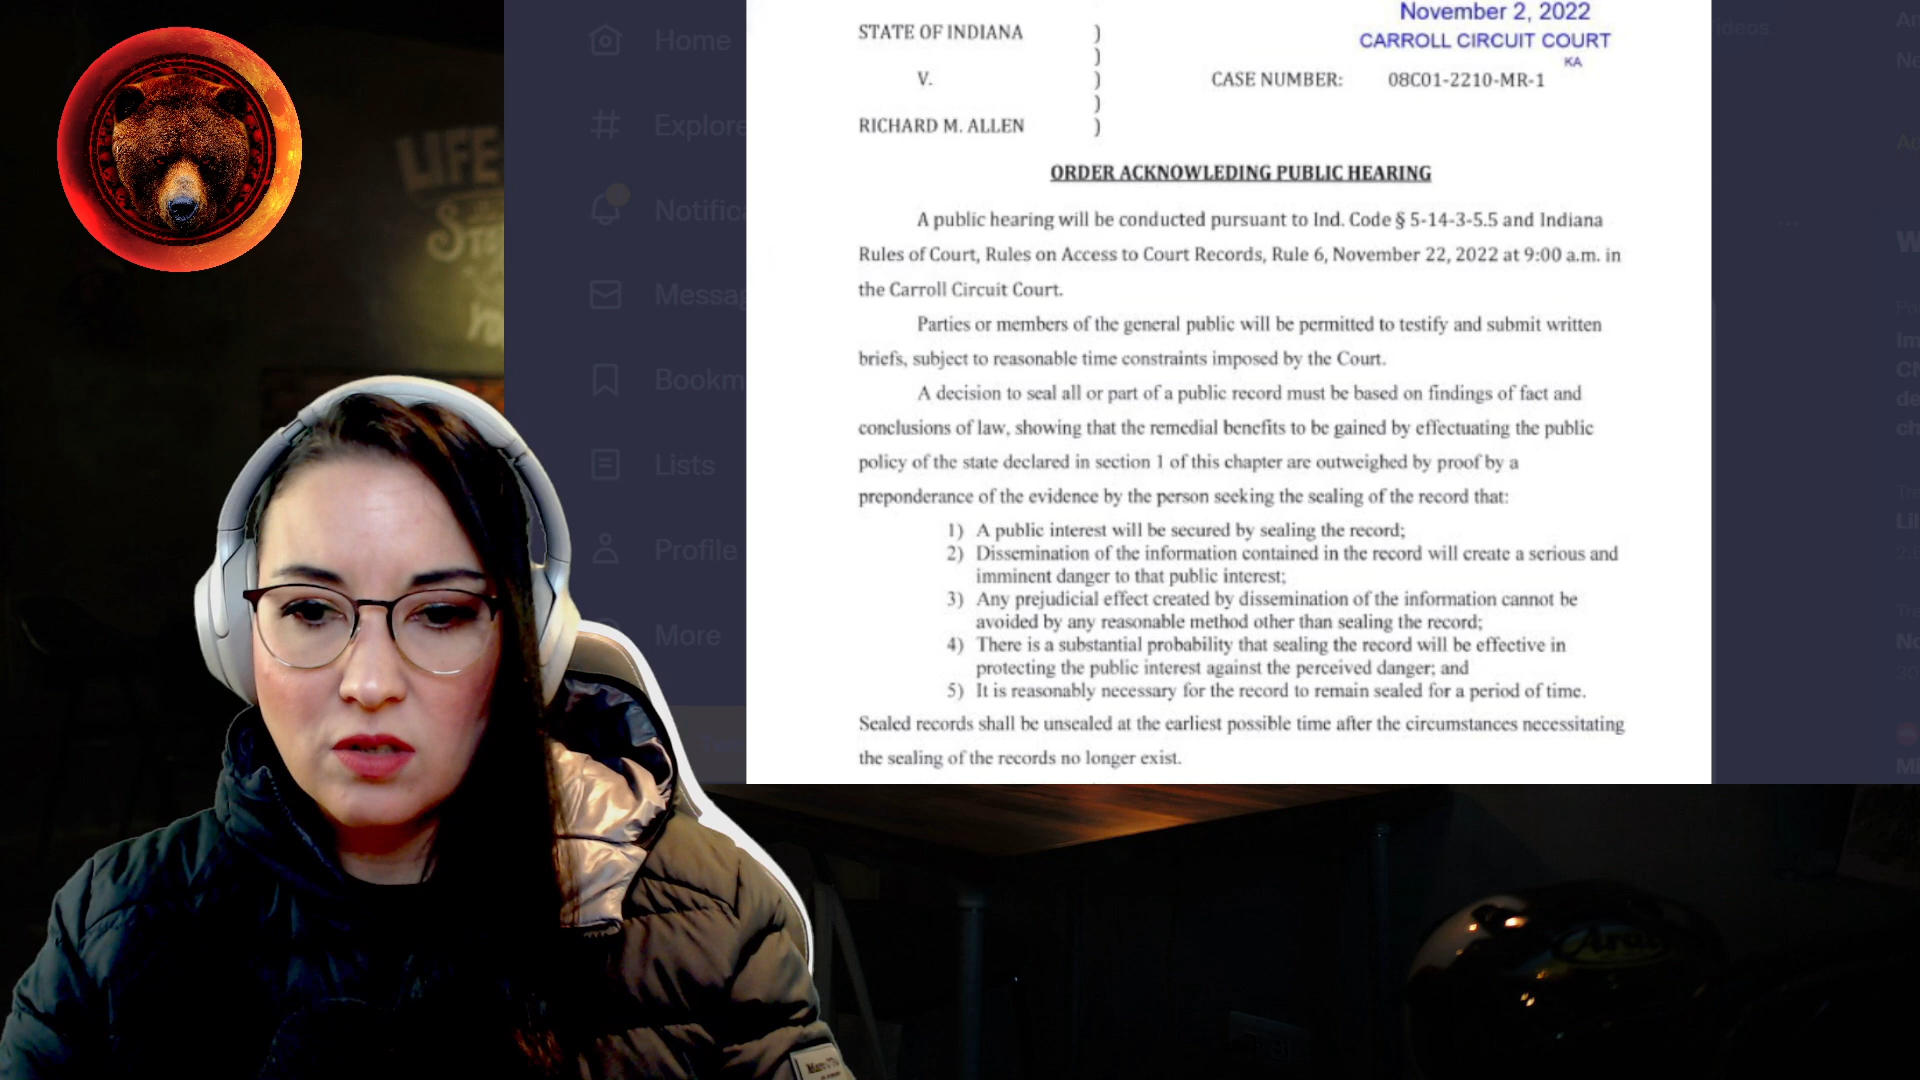 LIFE
Home
Explore
Notific
Messag
Bookm
Lists
Profile
More
November 2, 2022
CARROLL CIRCUIT COURT
KA
STATE OF INDIANA )
)
V. ) CASE NUMBER: 08C01-2210-MR-1
)
RICHARD M. ALLEN )
ORDER ACKNOWLEDING PUBLIC HEARING
A public hearing will be conducted pursuant to Ind. Code § 5-14-3-5.5 and Indiana
Rules of Court, Rules on Access to Court Records, Rule 6, November 22, 2022 at 9:00 a.m. in
the Carroll Circuit Court.
Parties or members of the general public will be permitted to testify and submit written
briefs, subject to reasonable time constraints imposed by the Court.
A decision to seal all or part of a public record must be based on findings of fact and
conclusions of law, showing that the remedial benefits to be gained by effectuating the public
policy of the state declared in section 1 of this chapter are outweighed by proof by a
preponderance of the evidence by the person seeking the sealing of the record that:
1) A public interest will be secured by sealing the record;
2) Dissemination of the information contained in the record will create a serious and
imminent danger to that public interest;
3) Any prejudicial effect created by dissemination of the information cannot be
avoided by any reasonable method other than sealing the record;
4) There is a substantial probability that sealing the record will be effective in
protecting the public interest against the perceived danger; and
5) It is reasonably necessary for the record to remain sealed for a period of time.
Sealed records shall be unsealed at the earliest possible time after the circumstances necessitating
the sealing of the records no longer exist.
Arai